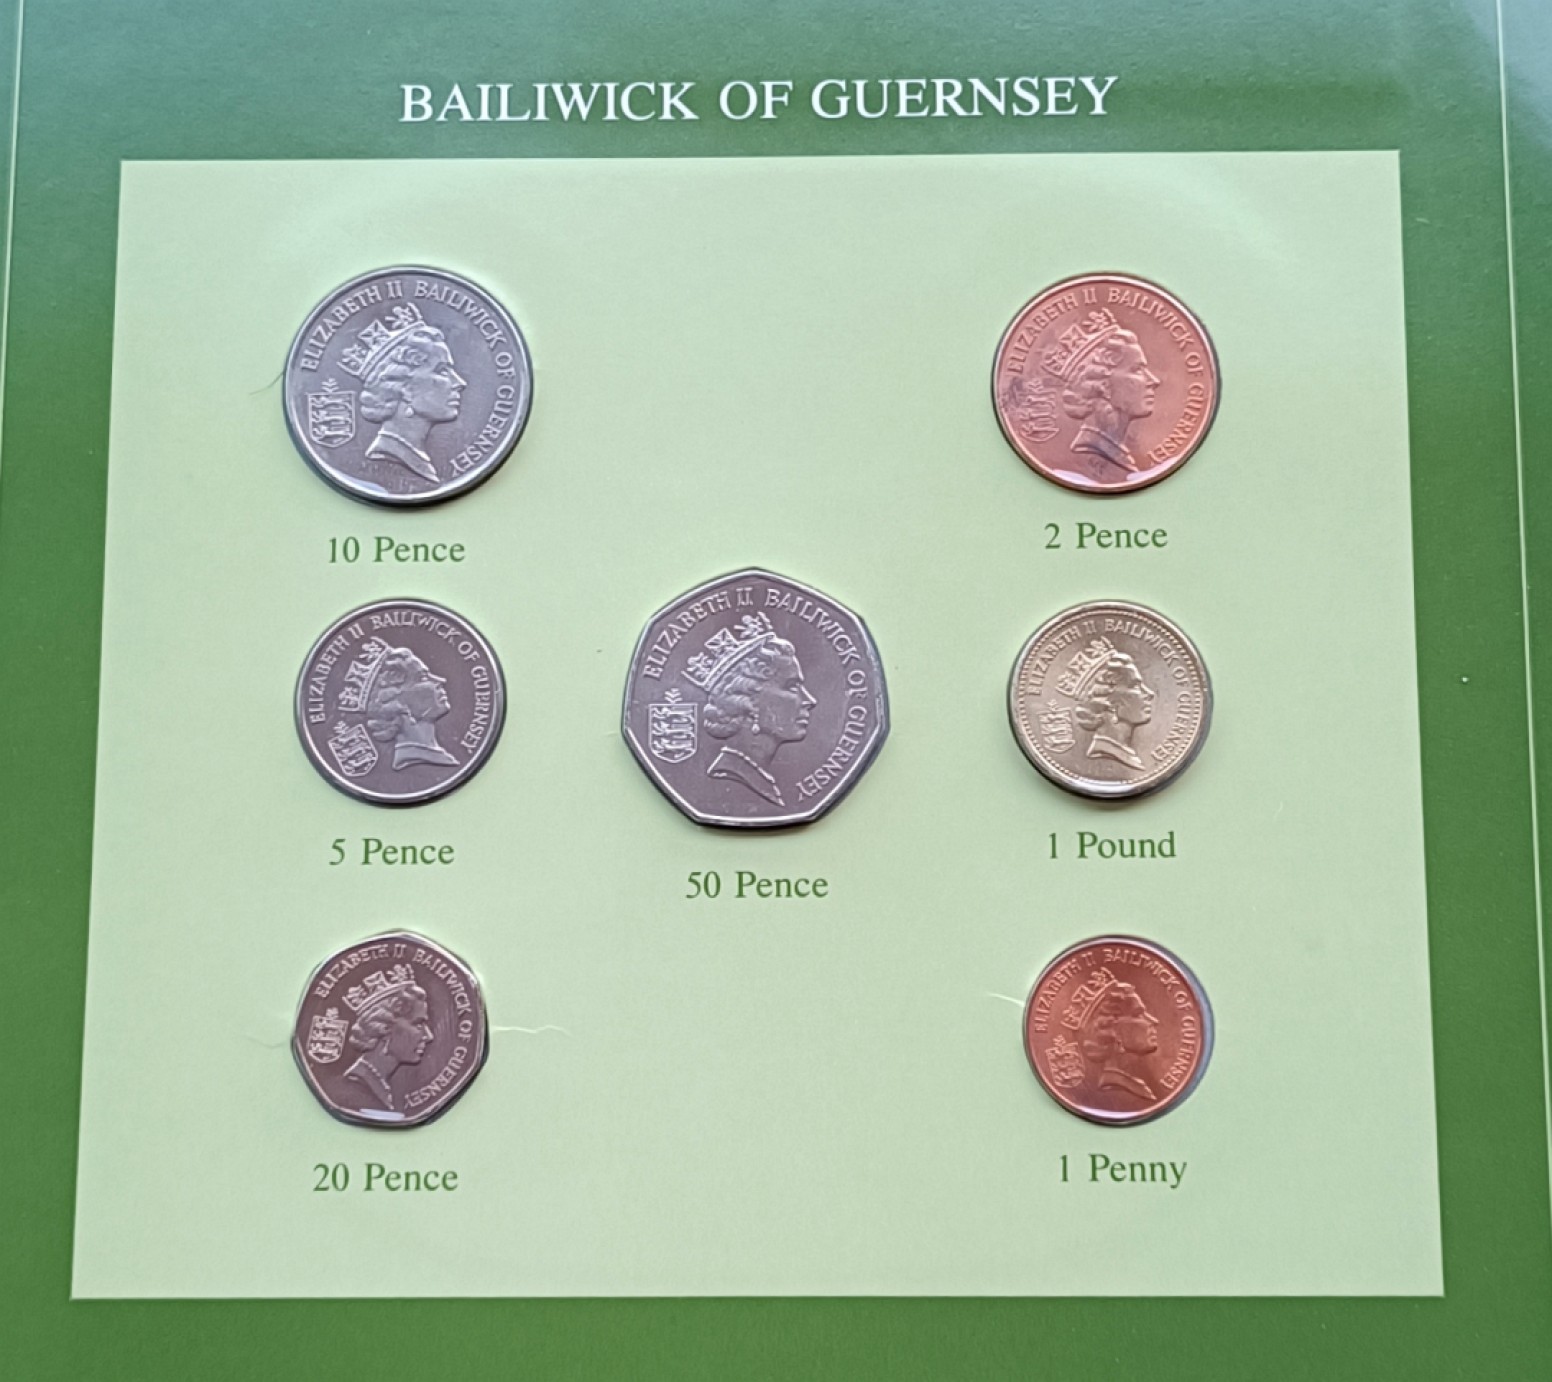 BAILIWICK OF GUERNSEY
ELIZABETH II BAILIWICK OF GUERNSEY
10 Pence
ELIZABETH II BAILIWICK OF GUERNSEY
2 Pence
ELIZABETH II BAILIWICK OF GUERNSEY
5 Pence
ELIZABETH II BAILIWICK OF GUERNSEY
50 Pence
ELIZABETH II BAILIWICK OF GUERNSEY
1 Pound
ELIZABETH II BAILIWICK OF GUERNSEY
20 Pence
ELIZABETH II BAILIWICK OF GUERNSEY
1 Penny